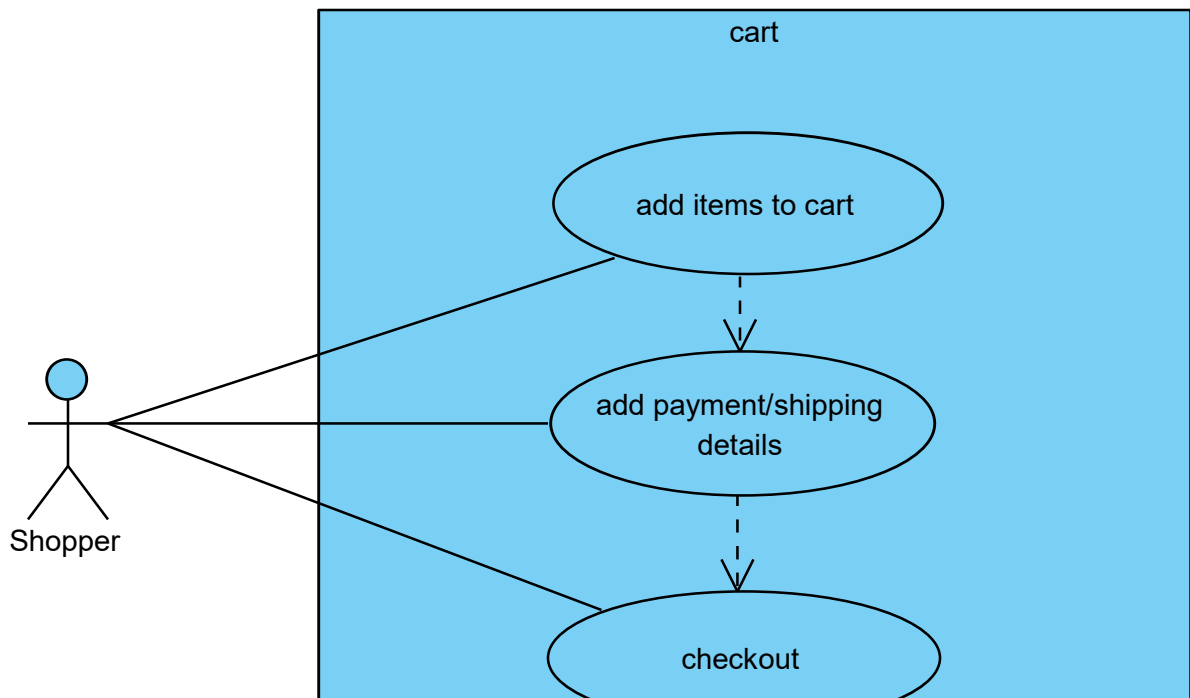 cart
add items to cart
add payment/shipping
details
Shopper
checkout